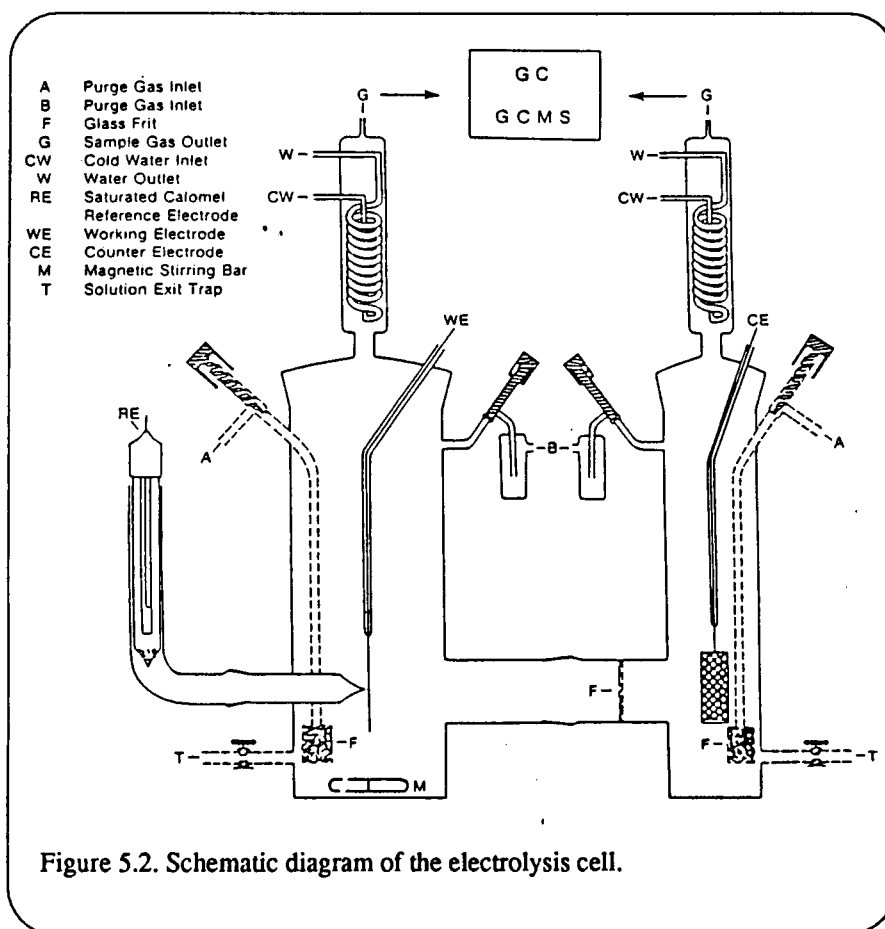 A Purge Gas Inlet
B Purge Gas Inlet
F Glass Frit
G Sample Gas Outlet
CW Cold Water Inlet
W Water Outlet
RE Saturated Calomel
Reference Electrode
WE Working Electrode
CE Counter Electrode
M Magnetic Stirring Bar
T Solution Exit Trap
G
GC
GCMS
G
W
CW
W
CW
WE
CE
RE
A
B
A
F
F
F
T
M
T
Figure 5.2. Schematic diagram of the electrolysis cell.